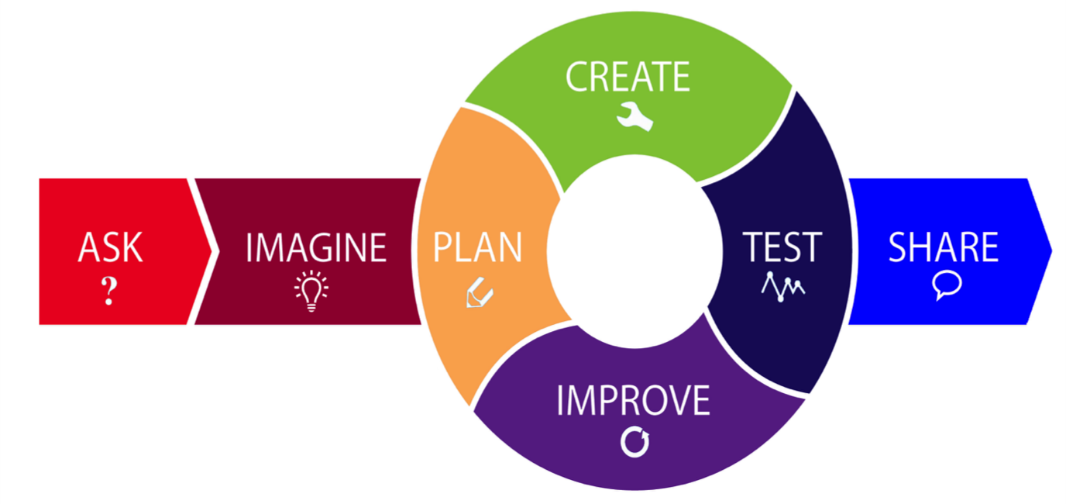 ASK
?
IMAGINE
PLAN
CREATE
TEST
IMPROVE
SHARE